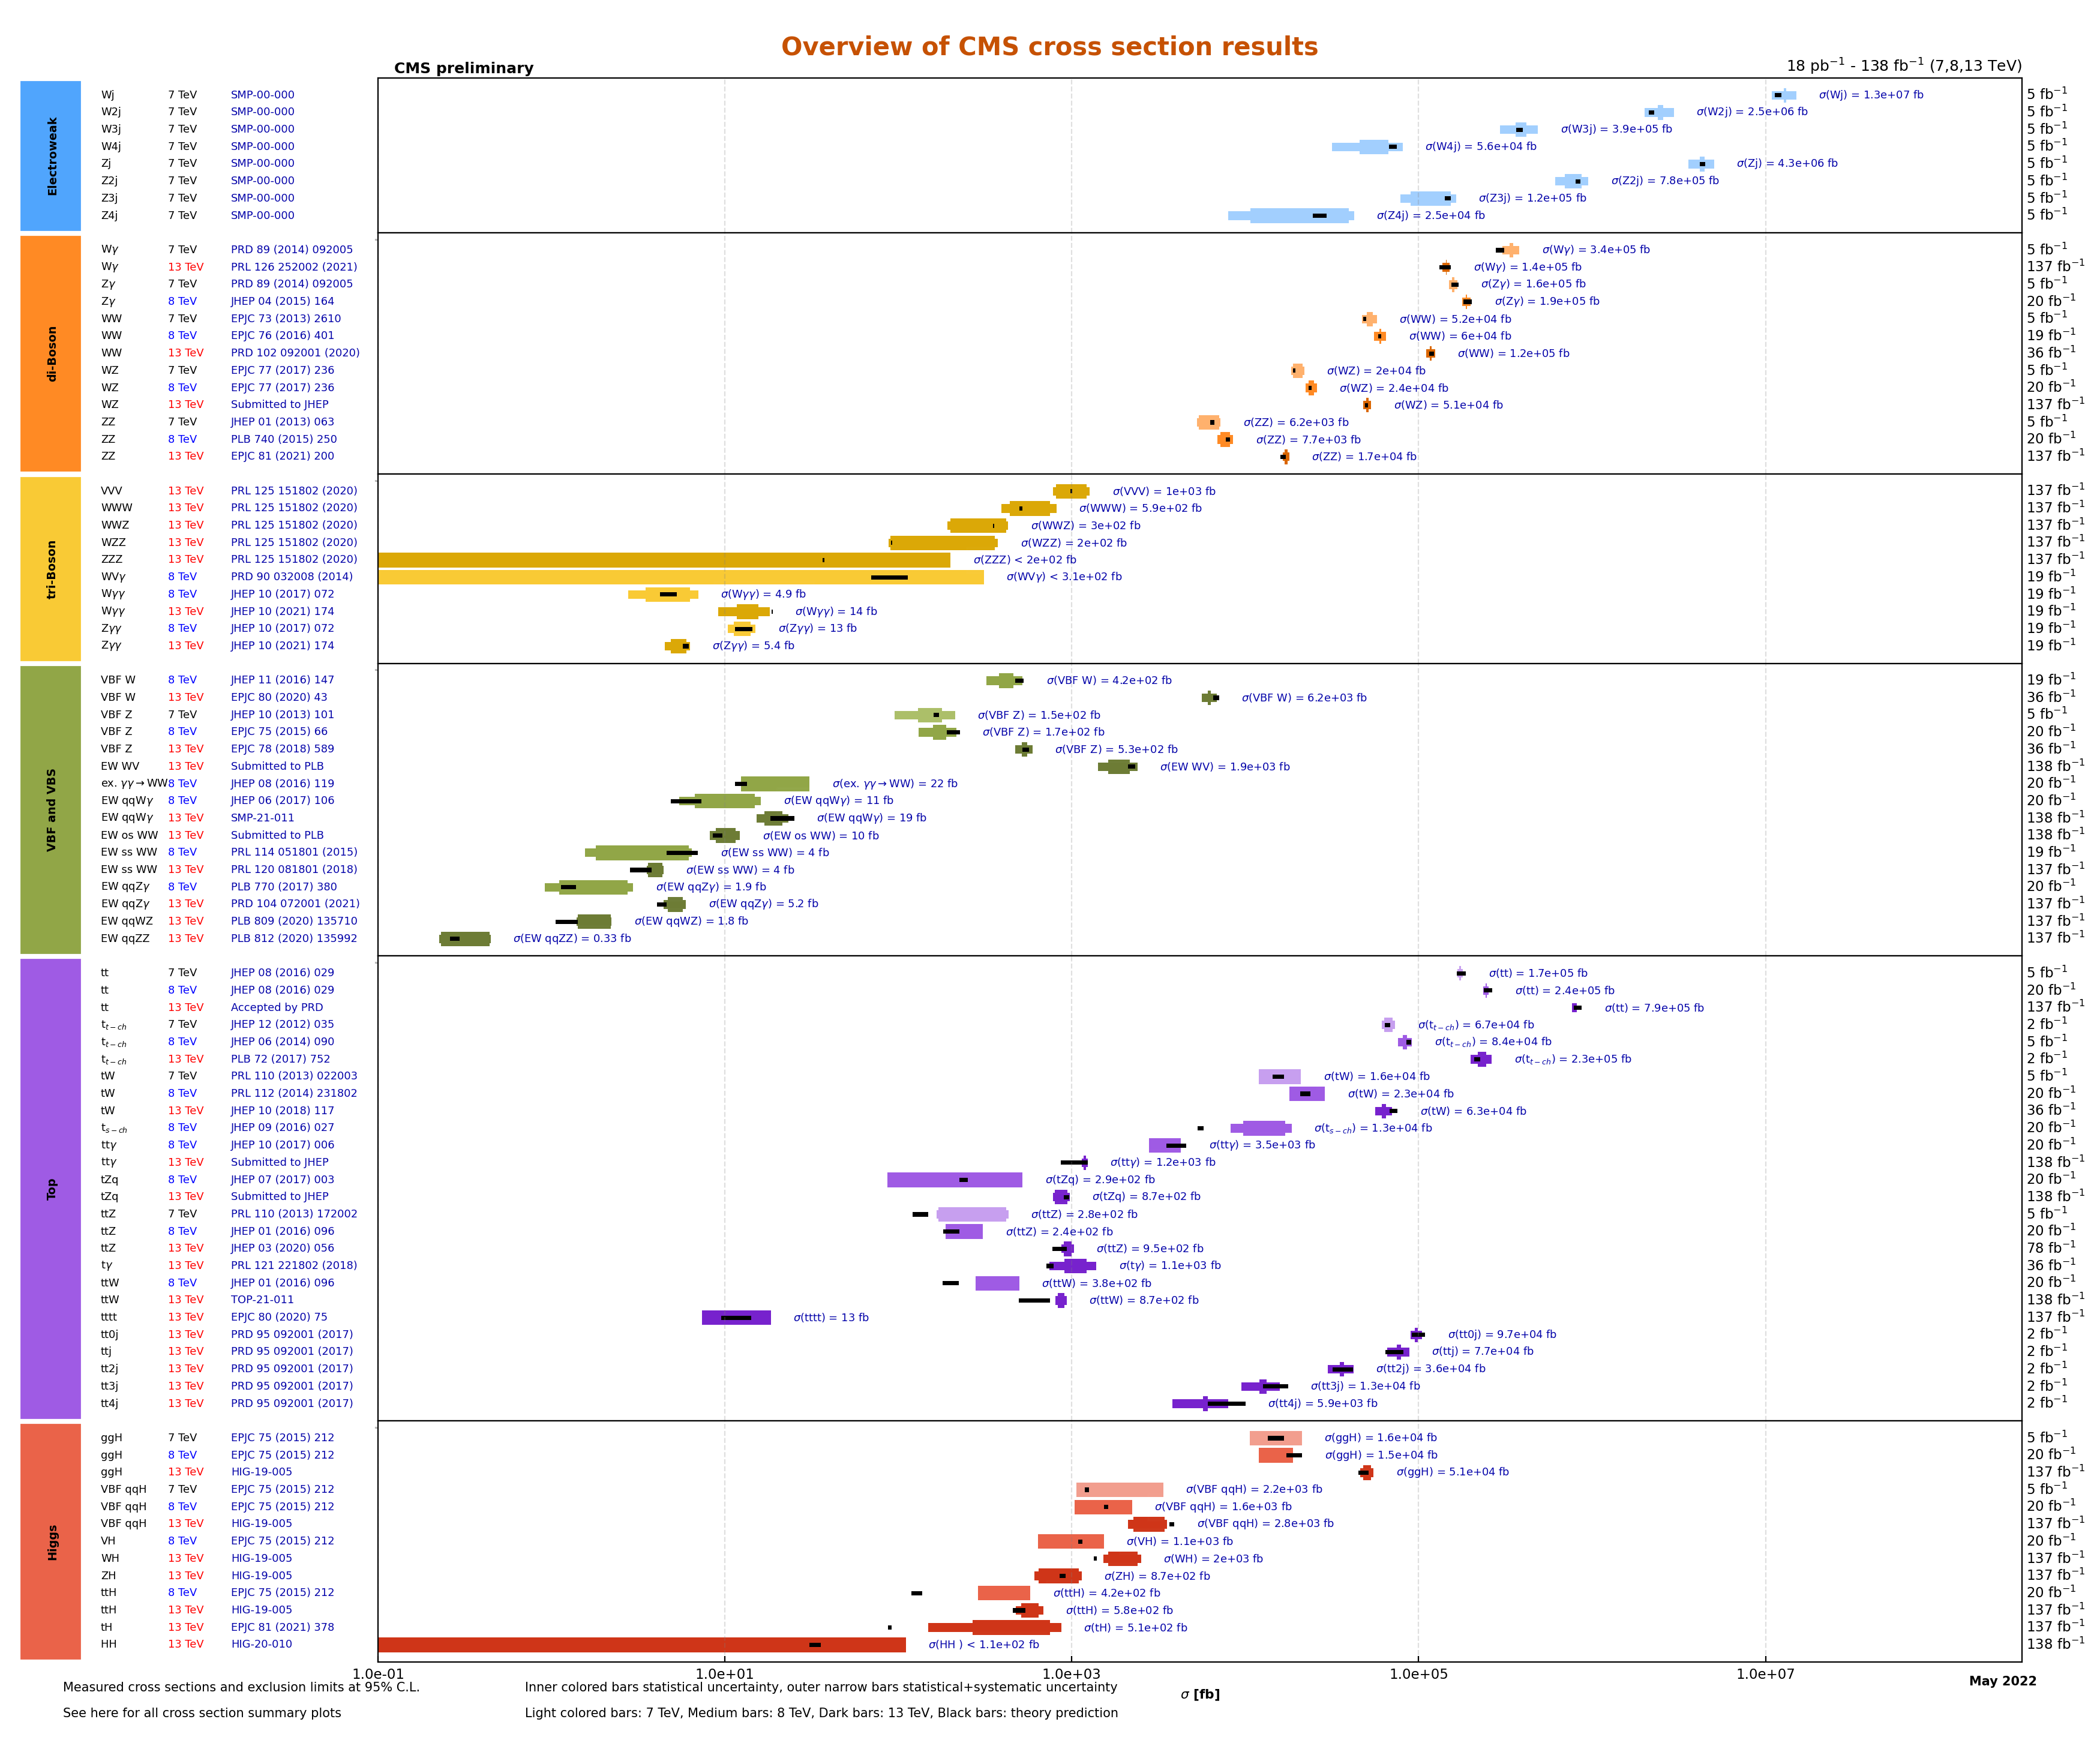 Overview of CMS cross section results
CMS preliminary 18 pb⁻¹ - 138 fb⁻¹ (7,8,13 TeV)
Electroweak
Wj 7 TeV SMP-00-000 σ(Wj) = 1.3e+07 fb 5 fb⁻¹
W2j 7 TeV SMP-00-000 σ(W2j) = 2.5e+06 fb 5 fb⁻¹
W3j 7 TeV SMP-00-000 σ(W3j) = 3.9e+05 fb 5 fb⁻¹
W4j 7 TeV SMP-00-000 σ(W4j) = 5.6e+04 fb 5 fb⁻¹
Zj 7 TeV SMP-00-000 σ(Zj) = 4.3e+06 fb 5 fb⁻¹
Z2j 7 TeV SMP-00-000 σ(Z2j) = 7.8e+05 fb 5 fb⁻¹
Z3j 7 TeV SMP-00-000 σ(Z3j) = 1.2e+05 fb 5 fb⁻¹
Z4j 7 TeV SMP-00-000 σ(Z4j) = 2.5e+04 fb 5 fb⁻¹
di-Boson
Wγ 7 TeV PRD 89 (2014) 092005 σ(Wγ) = 3.4e+05 fb 5 fb⁻¹
Wγ 13 TeV PRL 126 252002 (2021) σ(Wγ) = 1.4e+05 fb 137 fb⁻¹
Zγ 7 TeV PRD 89 (2014) 092005 σ(Zγ) = 1.6e+05 fb 5 fb⁻¹
Zγ 8 TeV JHEP 04 (2015) 164 σ(Zγ) = 1.9e+05 fb 20 fb⁻¹
WW 7 TeV EPJC 73 (2013) 2610 σ(WW) = 5.2e+04 fb 5 fb⁻¹
WW 8 TeV EPJC 76 (2016) 401 σ(WW) = 6e+04 fb 19 fb⁻¹
WW 13 TeV PRD 102 092001 (2020) σ(WW) = 1.2e+05 fb 36 fb⁻¹
WZ 7 TeV EPJC 77 (2017) 236 σ(WZ) = 2e+04 fb 5 fb⁻¹
WZ 8 TeV EPJC 77 (2017) 236 σ(WZ) = 2.4e+04 fb 20 fb⁻¹
WZ 13 TeV Submitted to JHEP σ(WZ) = 5.1e+04 fb 137 fb⁻¹
ZZ 7 TeV JHEP 01 (2013) 063 σ(ZZ) = 6.2e+03 fb 5 fb⁻¹
ZZ 8 TeV PLB 740 (2015) 250 σ(ZZ) = 7.7e+03 fb 20 fb⁻¹
ZZ 13 TeV EPJC 81 (2021) 200 σ(ZZ) = 1.7e+04 fb 137 fb⁻¹
tri-Boson
VVV 13 TeV PRL 125 151802 (2020) σ(VVV) = 1e+03 fb 137 fb⁻¹
WWW 13 TeV PRL 125 151802 (2020) σ(WWW) = 5.9e+02 fb 137 fb⁻¹
WWZ 13 TeV PRL 125 151802 (2020) σ(WWZ) = 3e+02 fb 137 fb⁻¹
WZZ 13 TeV PRL 125 151802 (2020) σ(WZZ) = 2e+02 fb 137 fb⁻¹
ZZZ 13 TeV PRL 125 151802 (2020) σ(ZZZ) < 2e+02 fb 137 fb⁻¹
WVγ 8 TeV PRD 90 032008 (2014) σ(WVγ) < 3.1e+02 fb 19 fb⁻¹
Wγγ 8 TeV JHEP 10 (2017) 072 σ(Wγγ) = 4.9 fb 19 fb⁻¹
Wγγ 13 TeV JHEP 10 (2021) 174 σ(Wγγ) = 14 fb 19 fb⁻¹
Zγγ 8 TeV JHEP 10 (2017) 072 σ(Zγγ) = 13 fb 19 fb⁻¹
Zγγ 13 TeV JHEP 10 (2021) 174 σ(Zγγ) = 5.4 fb 19 fb⁻¹
VBF and VBS
VBF W 8 TeV JHEP 11 (2016) 147 σ(VBF W) = 4.2e+02 fb 19 fb⁻¹
VBF W 13 TeV EPJC 80 (2020) 43 σ(VBF W) = 6.2e+03 fb 36 fb⁻¹
VBF Z 7 TeV JHEP 10 (2013) 101 σ(VBF Z) = 1.5e+02 fb 5 fb⁻¹
VBF Z 8 TeV EPJC 75 (2015) 66 σ(VBF Z) = 1.7e+02 fb 20 fb⁻¹
VBF Z 13 TeV EPJC 78 (2018) 589 σ(VBF Z) = 5.3e+02 fb 36 fb⁻¹
EW WV 13 TeV Submitted to PLB σ(EW WV) = 1.9e+03 fb 138 fb⁻¹
ex. γγ→WW 8 TeV JHEP 08 (2016) 119 σ(ex. γγ→WW) = 22 fb 20 fb⁻¹
EW qqWγ 8 TeV JHEP 06 (2017) 106 σ(EW qqWγ) = 11 fb 20 fb⁻¹
EW qqWγ 13 TeV SMP-21-011 σ(EW qqWγ) = 19 fb 138 fb⁻¹
EW os WW 13 TeV Submitted to PLB σ(EW os WW) = 10 fb 138 fb⁻¹
EW ss WW 8 TeV PRL 114 051801 (2015) σ(EW ss WW) = 4 fb 19 fb⁻¹
EW ss WW 13 TeV PRL 120 081801 (2018) σ(EW ss WW) = 4 fb 137 fb⁻¹
EW qqZγ 8 TeV PLB 770 (2017) 380 σ(EW qqZγ) = 1.9 fb 20 fb⁻¹
EW qqZγ 13 TeV PRD 104 072001 (2021) σ(EW qqZγ) = 5.2 fb 137 fb⁻¹
EW qqWZ 13 TeV PLB 809 (2020) 135710 σ(EW qqWZ) = 1.8 fb 137 fb⁻¹
EW qqZZ 13 TeV PLB 812 (2020) 135992 σ(EW qqZZ) = 0.33 fb 137 fb⁻¹
Top
tt 7 TeV JHEP 08 (2016) 029 σ(tt) = 1.7e+05 fb 5 fb⁻¹
tt 8 TeV JHEP 08 (2016) 029 σ(tt) = 2.4e+05 fb 20 fb⁻¹
tt 13 TeV Accepted by PRD σ(tt) = 7.9e+05 fb 137 fb⁻¹
t_{t-ch} 7 TeV JHEP 12 (2012) 035 σ(t_{t-ch}) = 6.7e+04 fb 2 fb⁻¹
t_{t-ch} 8 TeV JHEP 06 (2014) 090 σ(t_{t-ch}) = 8.4e+04 fb 5 fb⁻¹
t_{t-ch} 13 TeV PLB 72 (2017) 752 σ(t_{t-ch}) = 2.3e+05 fb 2 fb⁻¹
tW 7 TeV PRL 110 (2013) 022003 σ(tW) = 1.6e+04 fb 5 fb⁻¹
tW 8 TeV PRL 112 (2014) 231802 σ(tW) = 2.3e+04 fb 20 fb⁻¹
tW 13 TeV JHEP 10 (2018) 117 σ(tW) = 6.3e+04 fb 36 fb⁻¹
t_{s-ch} 8 TeV JHEP 09 (2016) 027 σ(t_{s-ch}) = 1.3e+04 fb 20 fb⁻¹
ttγ 8 TeV JHEP 10 (2017) 006 σ(ttγ) = 3.5e+03 fb 20 fb⁻¹
ttγ 13 TeV Submitted to JHEP σ(ttγ) = 1.2e+03 fb 138 fb⁻¹
tZq 8 TeV JHEP 07 (2017) 003 σ(tZq) = 2.9e+02 fb 20 fb⁻¹
tZq 13 TeV Submitted to JHEP σ(tZq) = 8.7e+02 fb 138 fb⁻¹
ttZ 7 TeV PRL 110 (2013) 172002 σ(ttZ) = 2.8e+02 fb 5 fb⁻¹
ttZ 8 TeV JHEP 01 (2016) 096 σ(ttZ) = 2.4e+02 fb 20 fb⁻¹
ttZ 13 TeV JHEP 03 (2020) 056 σ(ttZ) = 9.5e+02 fb 78 fb⁻¹
tγ 13 TeV PRL 121 221802 (2018) σ(tγ) = 1.1e+03 fb 36 fb⁻¹
ttW 8 TeV JHEP 01 (2016) 096 σ(ttW) = 3.8e+02 fb 20 fb⁻¹
ttW 13 TeV TOP-21-011 σ(ttW) = 8.7e+02 fb 138 fb⁻¹
tttt 13 TeV EPJC 80 (2020) 75 σ(tttt) = 13 fb 137 fb⁻¹
tt0j 13 TeV PRD 95 092001 (2017) σ(tt0j) = 9.7e+04 fb 2 fb⁻¹
ttj 13 TeV PRD 95 092001 (2017) σ(ttj) = 7.7e+04 fb 2 fb⁻¹
tt2j 13 TeV PRD 95 092001 (2017) σ(tt2j) = 3.6e+04 fb 2 fb⁻¹
tt3j 13 TeV PRD 95 092001 (2017) σ(tt3j) = 1.3e+04 fb 2 fb⁻¹
tt4j 13 TeV PRD 95 092001 (2017) σ(tt4j) = 5.9e+03 fb 2 fb⁻¹
Higgs
ggH 7 TeV EPJC 75 (2015) 212 σ(ggH) = 1.6e+04 fb 5 fb⁻¹
ggH 8 TeV EPJC 75 (2015) 212 σ(ggH) = 1.5e+04 fb 20 fb⁻¹
ggH 13 TeV HIG-19-005 σ(ggH) = 5.1e+04 fb 137 fb⁻¹
VBF qqH 7 TeV EPJC 75 (2015) 212 σ(VBF qqH) = 2.2e+03 fb 5 fb⁻¹
VBF qqH 8 TeV EPJC 75 (2015) 212 σ(VBF qqH) = 1.6e+03 fb 20 fb⁻¹
VBF qqH 13 TeV HIG-19-005 σ(VBF qqH) = 2.8e+03 fb 137 fb⁻¹
VH 8 TeV EPJC 75 (2015) 212 σ(VH) = 1.1e+03 fb 20 fb⁻¹
WH 13 TeV HIG-19-005 σ(WH) = 2e+03 fb 137 fb⁻¹
ZH 13 TeV HIG-19-005 σ(ZH) = 8.7e+02 fb 137 fb⁻¹
ttH 8 TeV EPJC 75 (2015) 212 σ(ttH) = 4.2e+02 fb 20 fb⁻¹
ttH 13 TeV HIG-19-005 σ(ttH) = 5.8e+02 fb 137 fb⁻¹
tH 13 TeV EPJC 81 (2021) 378 σ(tH) = 5.1e+02 fb 137 fb⁻¹
HH 13 TeV HIG-20-010 σ(HH ) < 1.1e+02 fb 138 fb⁻¹
1.0e-01 1.0e+01 1.0e+03 1.0e+05 1.0e+07
σ [fb]
May 2022
Measured cross sections and exclusion limits at 95% C.L.
See here for all cross section summary plots
Inner colored bars statistical uncertainty, outer narrow bars statistical+systematic uncertainty
Light colored bars: 7 TeV, Medium bars: 8 TeV, Dark bars: 13 TeV, Black bars: theory prediction